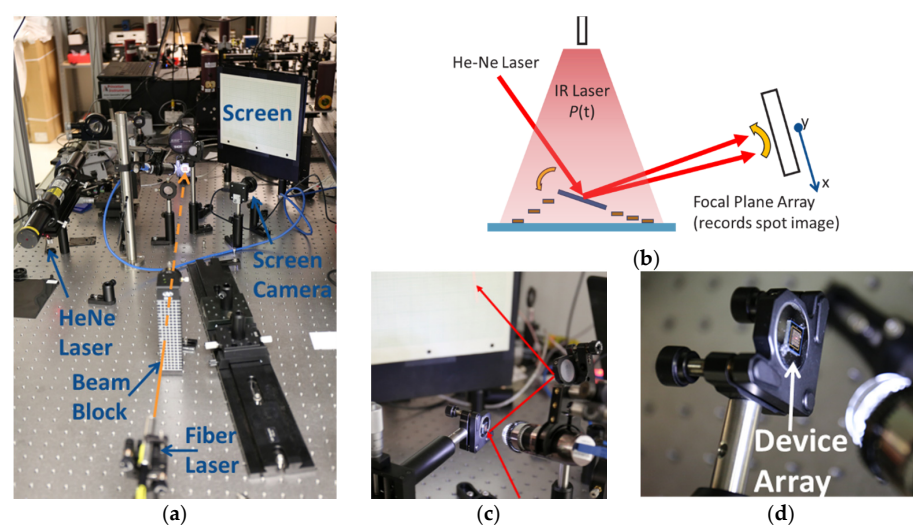 Screen
Screen
Camera
HeNe
Laser
Beam
Block
Fiber
Laser
(a)
He-Ne Laser
IR Laser
P(t)
y
x
Focal Plane Array
(records spot image)
(b)
(c)
Device
Array
(d)